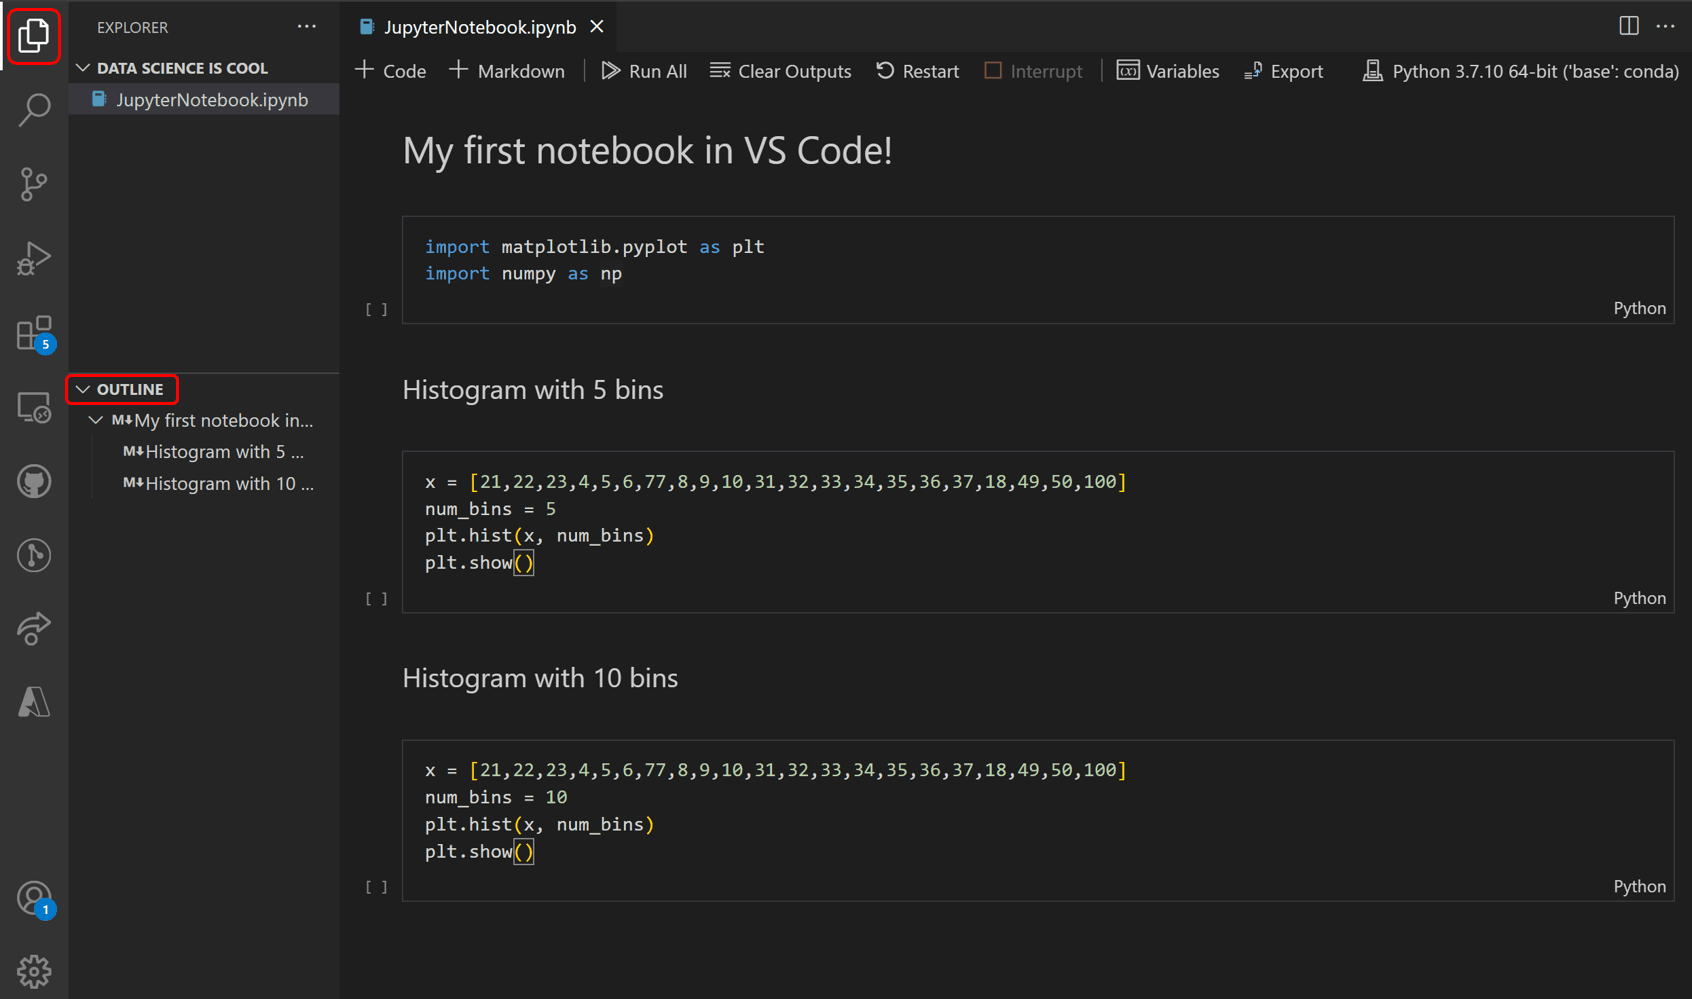 EXPLORER
JupyterNotebook.ipynb
DATA SCIENCE IS COOL
JupyterNotebook.ipynb
Code Markdown Run All Clear Outputs Restart Interrupt (x) Variables Export Python 3.7.10 64-bit ('base': conda)
My first notebook in VS Code!
import matplotlib.pyplot as plt
import numpy as np
[ ]
Python
5
OUTLINE
M↓My first notebook in...
M↓Histogram with 5 ...
M↓Histogram with 10 ...
Histogram with 5 bins
x = [21,22,23,4,5,6,77,8,9,10,31,32,33,34,35,36,37,18,49,50,100]
num_bins = 5
plt.hist(x, num_bins)
plt.show()
[ ]
Python
Histogram with 10 bins
x = [21,22,23,4,5,6,77,8,9,10,31,32,33,34,35,36,37,18,49,50,100]
num_bins = 10
plt.hist(x, num_bins)
plt.show()
[ ]
Python
1